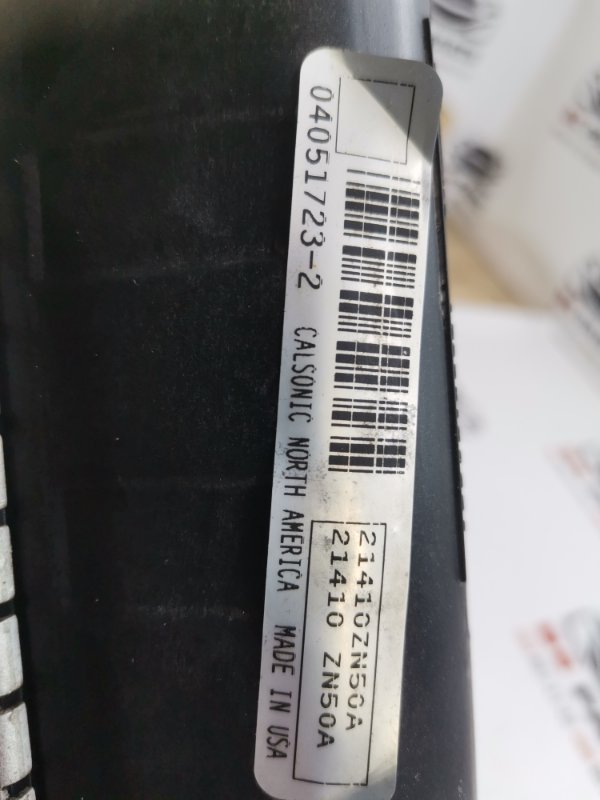 21410ZN50A
21410 ZN50A
04051723-2 CALSONIC NORTH AMERICA MADE IN USA